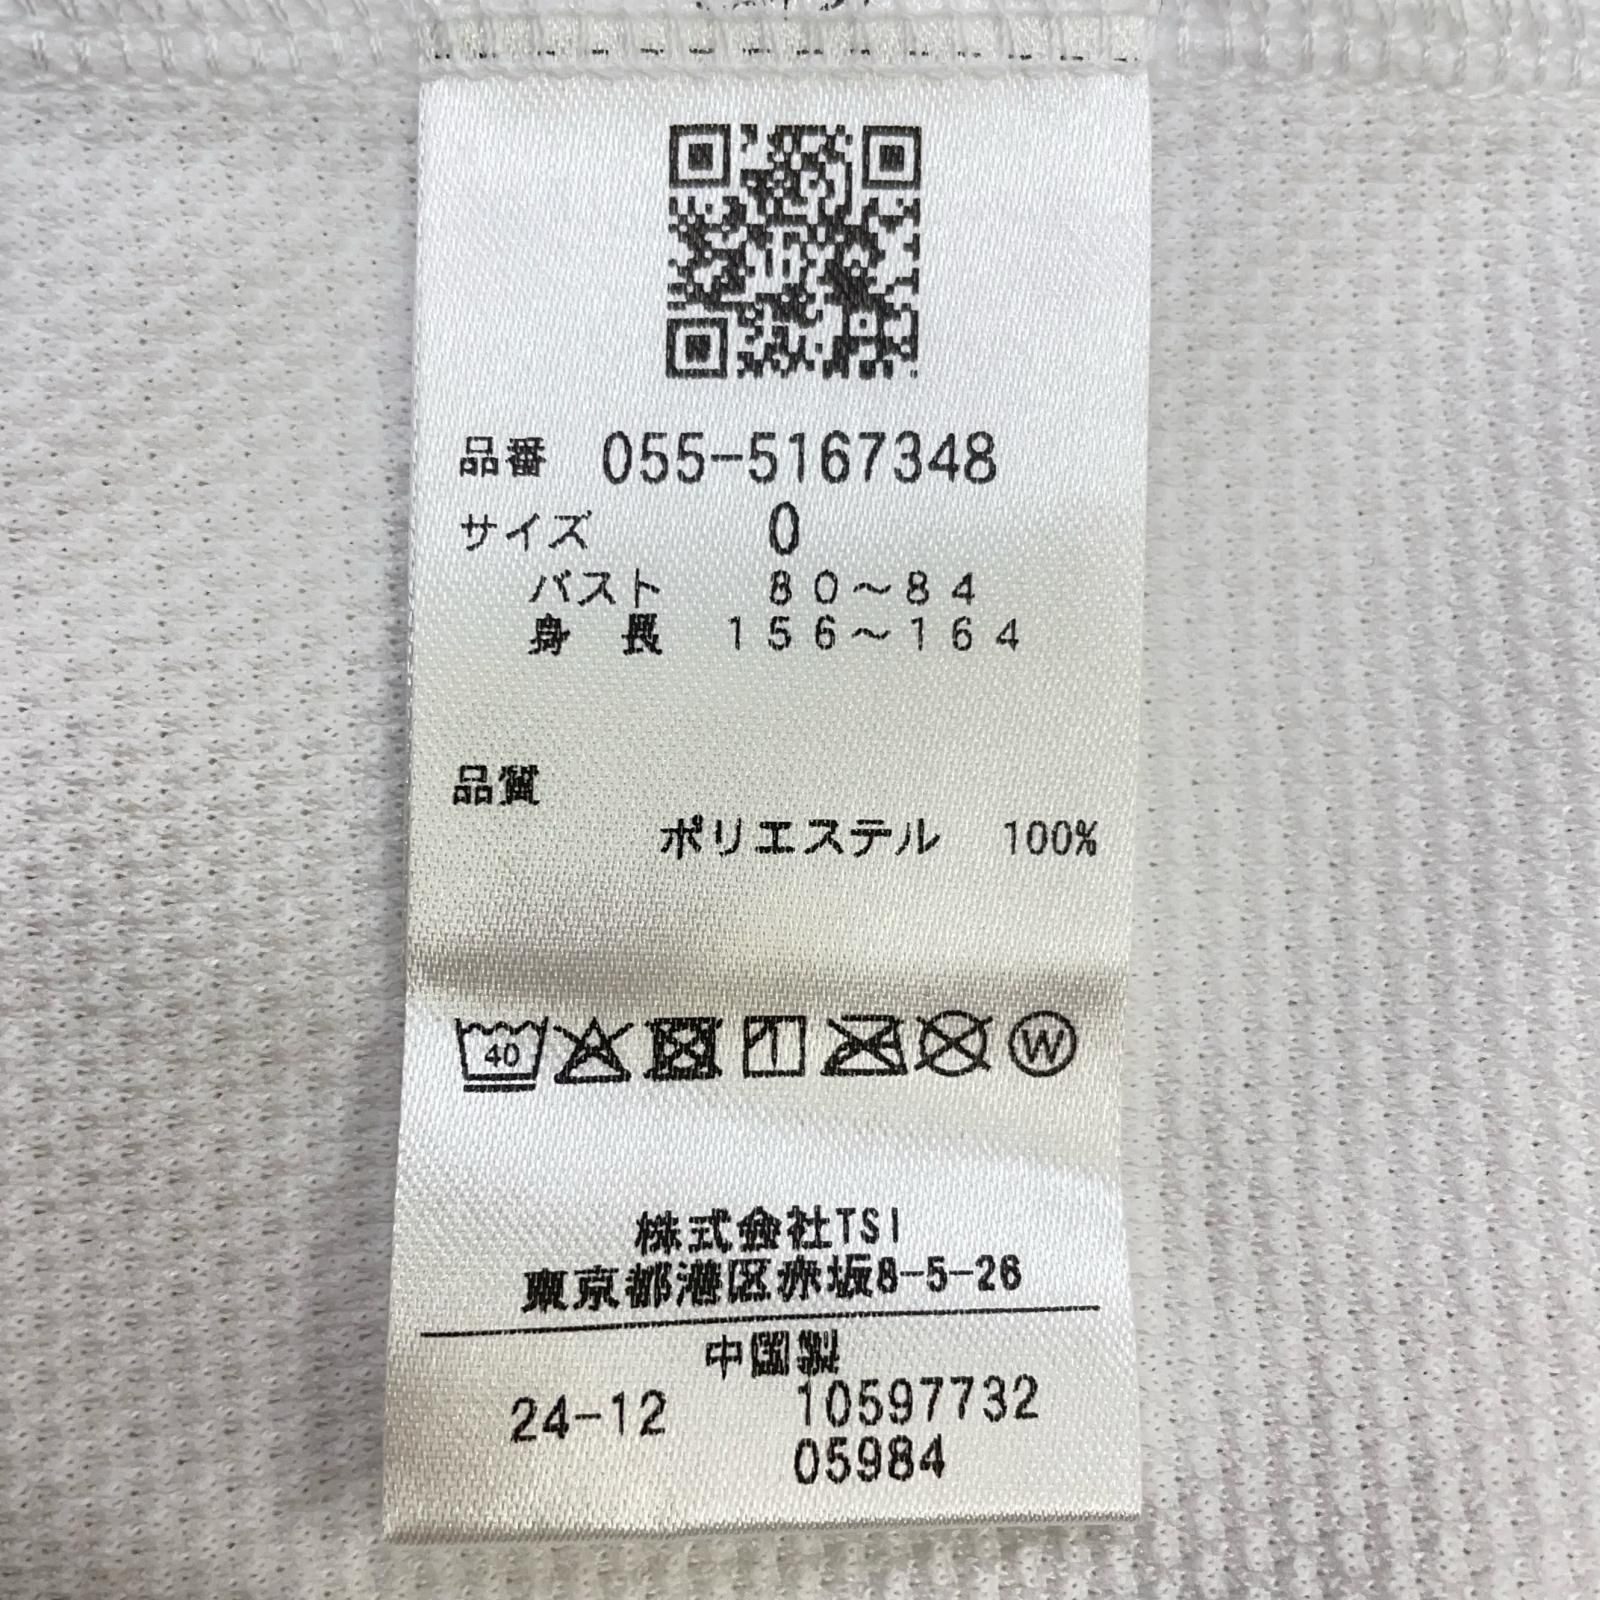 品番 055-5167348
サイズ 0
バスト 80〜84
身長 156〜164
品質
ポリエステル 100%
40
W
株式会社TSI
東京都港区赤坂8-5-26
中国製
24-12 10597732
05984